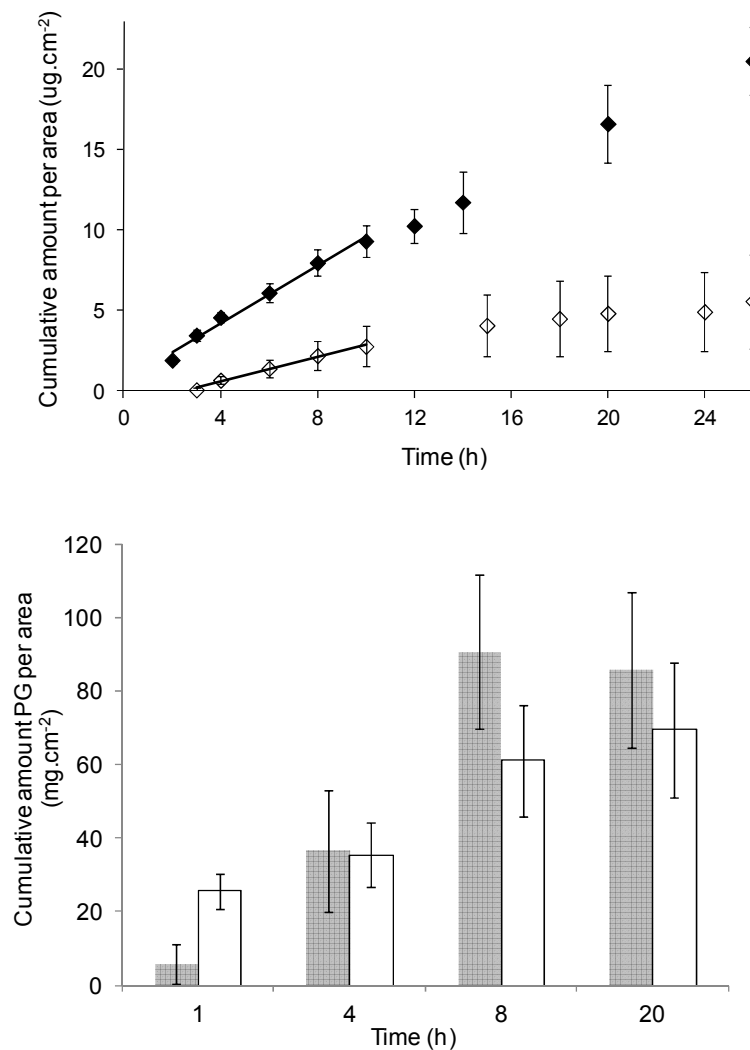 Cumulative amount per area (ug.cm-2)
20
15
10
5
0
0 4 8 12 16 20 24
Time (h)
Cumulative amount PG per area
(mg.cm-2)
120
100
80
60
40
20
0
1 4 8 20
Time (h)